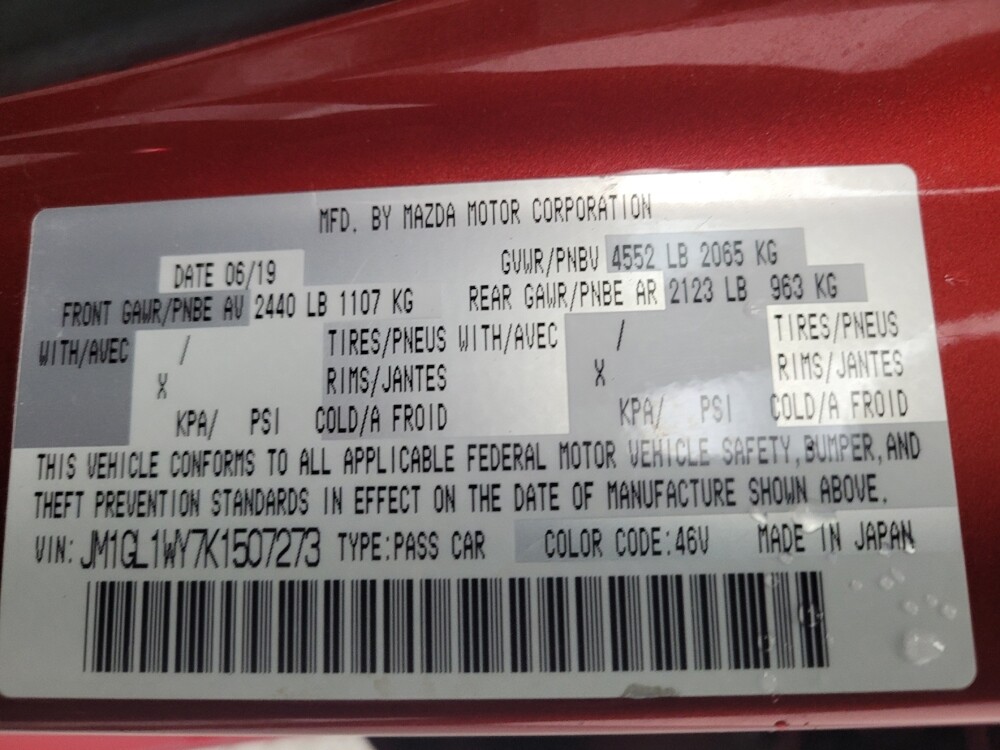 MFD. BY MAZDA MOTOR CORPORATION
DATE 06/19 GVWR/PNBV 4552 LB 2065 KG
FRONT GAWR/PNBE AV 2440 LB 1107 KG REAR GAWR/PNBE AR 2123 LB 963 KG
WITH/AVEC / TIRES/PNEUS WITH/AVEC / TIRES/PNEUS
X RIMS/JANTES X RIMS/JANTES
KPA/ PSI COLD/A FROID KPA/ PSI COLD/A FROID
THIS VEHICLE CONFORMS TO ALL APPLICABLE FEDERAL MOTOR VEHICLE SAFETY, BUMPER, AND
THEFT PREVENTION STANDARDS IN EFFECT ON THE DATE OF MANUFACTURE SHOWN ABOVE.
VIN: JM1GL1WY7K1507273 TYPE:PASS CAR COLOR CODE:46V MADE IN JAPAN